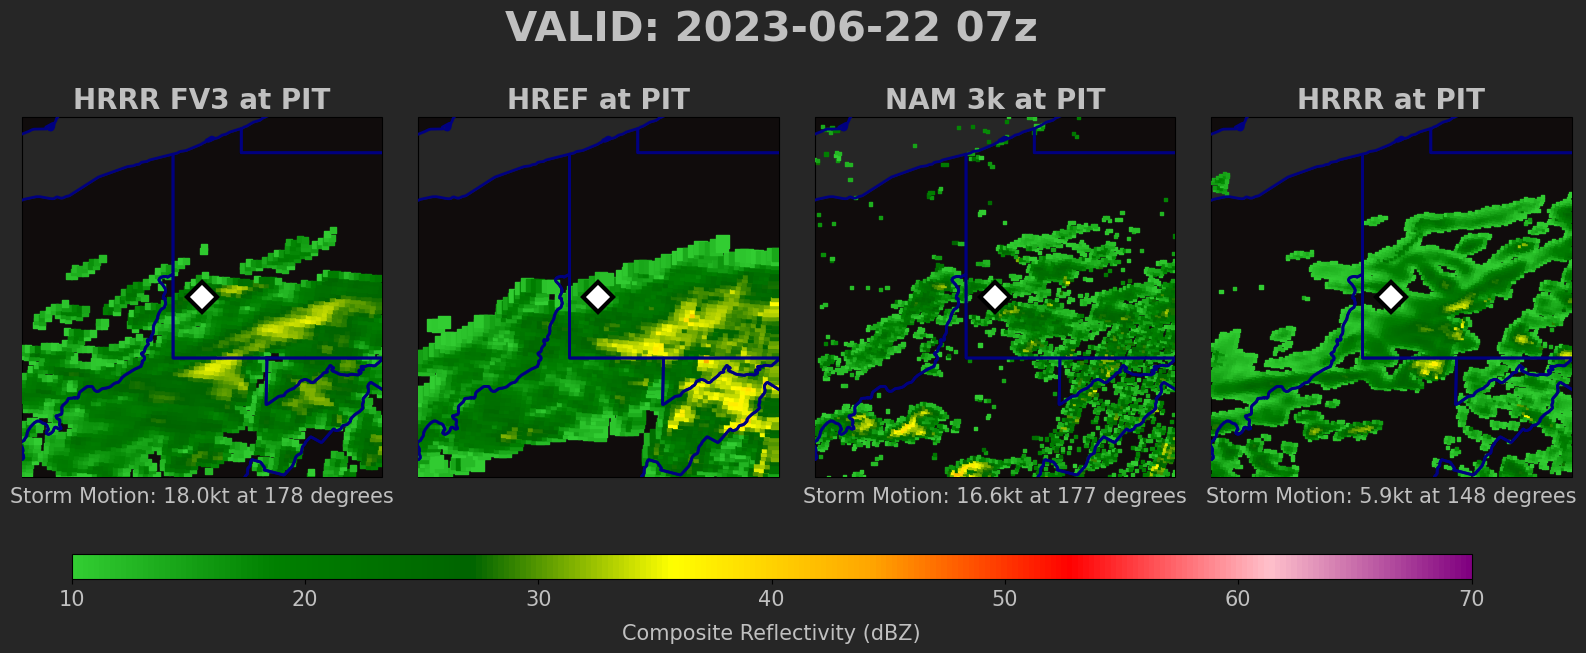 VALID: 2023-06-22 07z
HRRR FV3 at PIT
HREF at PIT
NAM 3k at PIT
HRRR at PIT
Storm Motion: 18.0kt at 178 degrees
Storm Motion: 16.6kt at 177 degrees
Storm Motion: 5.9kt at 148 degrees
10 20 30 40 50 60 70
Composite Reflectivity (dBZ)